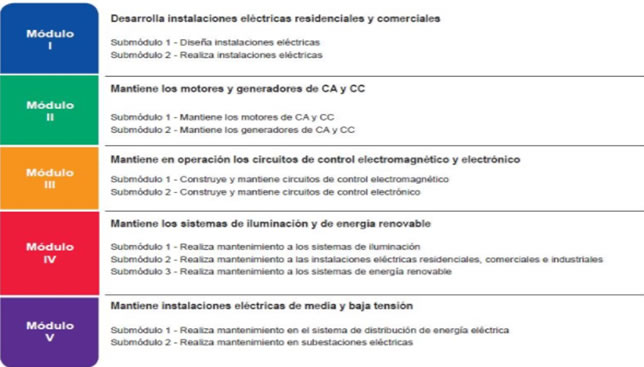 Módulo
I
Desarrolla instalaciones eléctricas residenciales y comerciales
Submódulo 1 - Diseña instalaciones eléctricas
Submódulo 2 - Realiza instalaciones eléctricas
Módulo
II
Mantiene los motores y generadores de CA y CC
Submódulo 1 - Mantiene los motores de CA y CC
Submódulo 2 - Mantiene los generadores de CA y CC
Módulo
III
Mantiene en operación los circuitos de control electromagnético y electrónico
Submódulo 1 - Construye y mantiene circuitos de control electromagnético
Submódulo 2 - Construye y mantiene circuitos de control electrónico
Módulo
IV
Mantiene los sistemas de iluminación y de energía renovable
Submódulo 1 - Realiza mantenimiento a los sistemas de iluminación
Submódulo 2 - Realiza mantenimiento a las instalaciones eléctricas residenciales, comerciales e industriales
Submódulo 3 - Realiza mantenimiento a los sistemas de energía renovable
Módulo
V
Mantiene instalaciones eléctricas de media y baja tensión
Submódulo 1 - Realiza mantenimiento en el sistema de distribución de energía eléctrica
Submódulo 2 - Realiza mantenimiento en subestaciones eléctricas